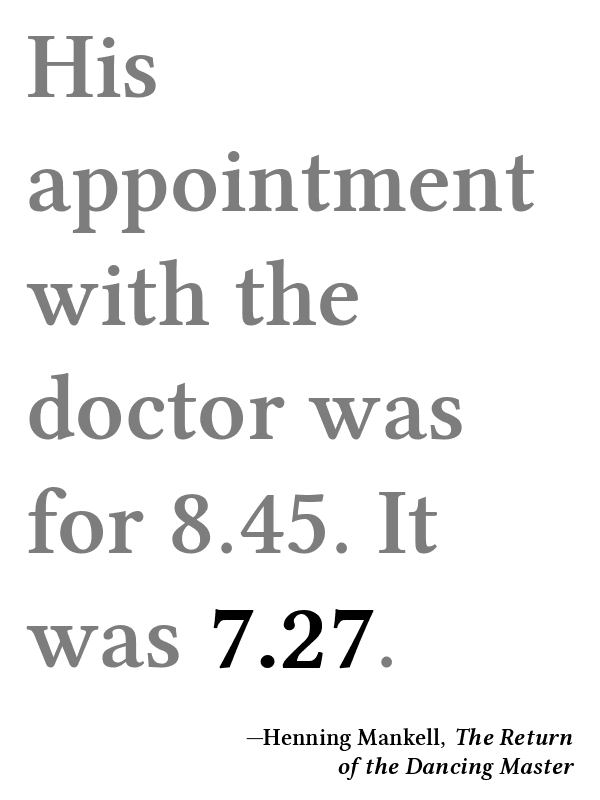 His
appointment
with the
doctor was
for 8.45. It
was 7.27.
—Henning Mankell, The Return
of the Dancing Master